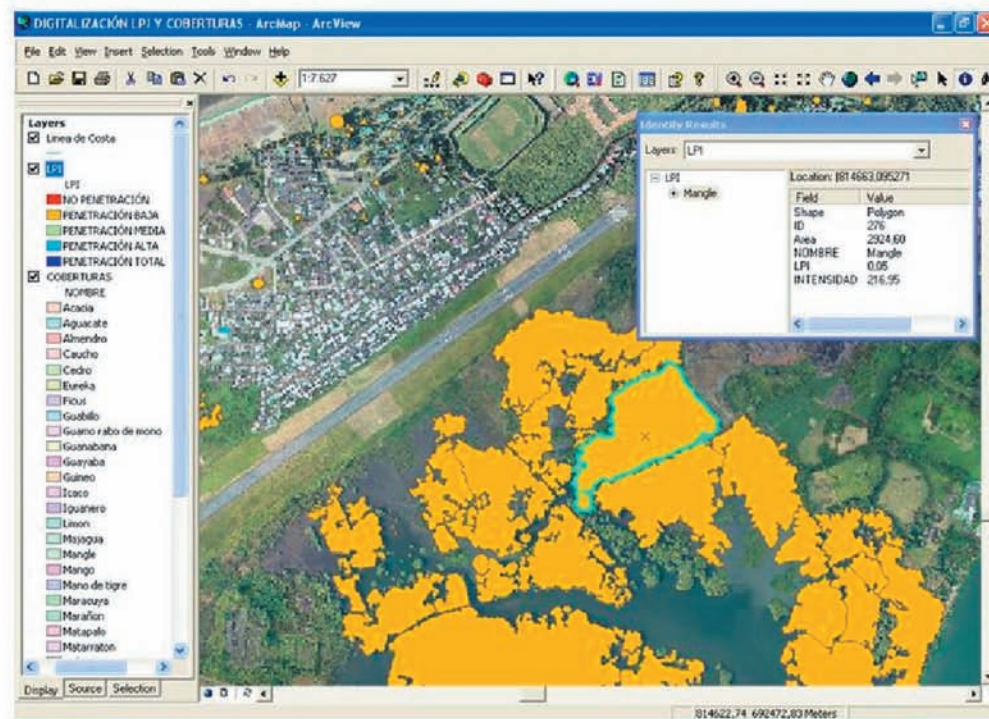 DIGITALIZACIÓN LPI Y COBERTURAS - ArcMap - ArcView
File Edit View Insert Selection Tools Window Help
1:7.627
Layers
Linea de Costa
LPI
LPI
NO PENETRACIÓN
PENETRACIÓN BAJA
PENETRACIÓN MEDIA
PENETRACIÓN ALTA
PENETRACIÓN TOTAL
COBERTURAS
NOMBRE
Acacia
Aguacate
Almendro
Caucho
Cedro
Eureka
Ficus
Guabillo
Guamo rabo de mono
Guanabana
Guayaba
Guineo
Icaco
Iguanero
Limon
Majagua
Mangle
Mango
Mano de tigre
Maracuya
Marañon
Matapalo
Matarraton
Display Source Selection
Identify Results
Layers: LPI
LPI
Mangle
Location: (814663,095271
Field Value
Shape Polygon
ID 276
Area 2924,60
NOMBRE Mangle
LPI 0,05
INTENSIDAD 216,95
814622,74 692472,83 Meters